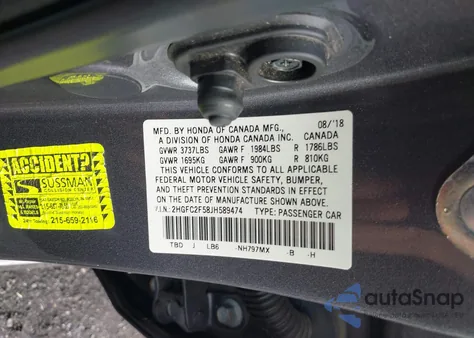 08/'18
MFD. BY HONDA OF CANADA MFG.,
A DIVISION OF HONDA CANADA INC. CANADA
GVWR 3737LBS GAWR F 1984LBS R 1786LBS
GVWR 1695KG GAWR F 900KG R 810KG
THIS VEHICLE CONFORMS TO ALL APPLICABLE
FEDERAL MOTOR VEHICLE SAFETY, BUMPER,
AND THEFT PREVENTION STANDARDS IN EFFECT
ON THE DATE OF MANUFACTURE SHOWN ABOVE.
V.I.N.: 2HGFC2F58JH589474 TYPE: PASSENGER CAR
TBD J LB6 -NH797MX -B -H
ACCIDENT?
SUSSMAN
COLLISION CENTER
215-659-2116
autoSnap